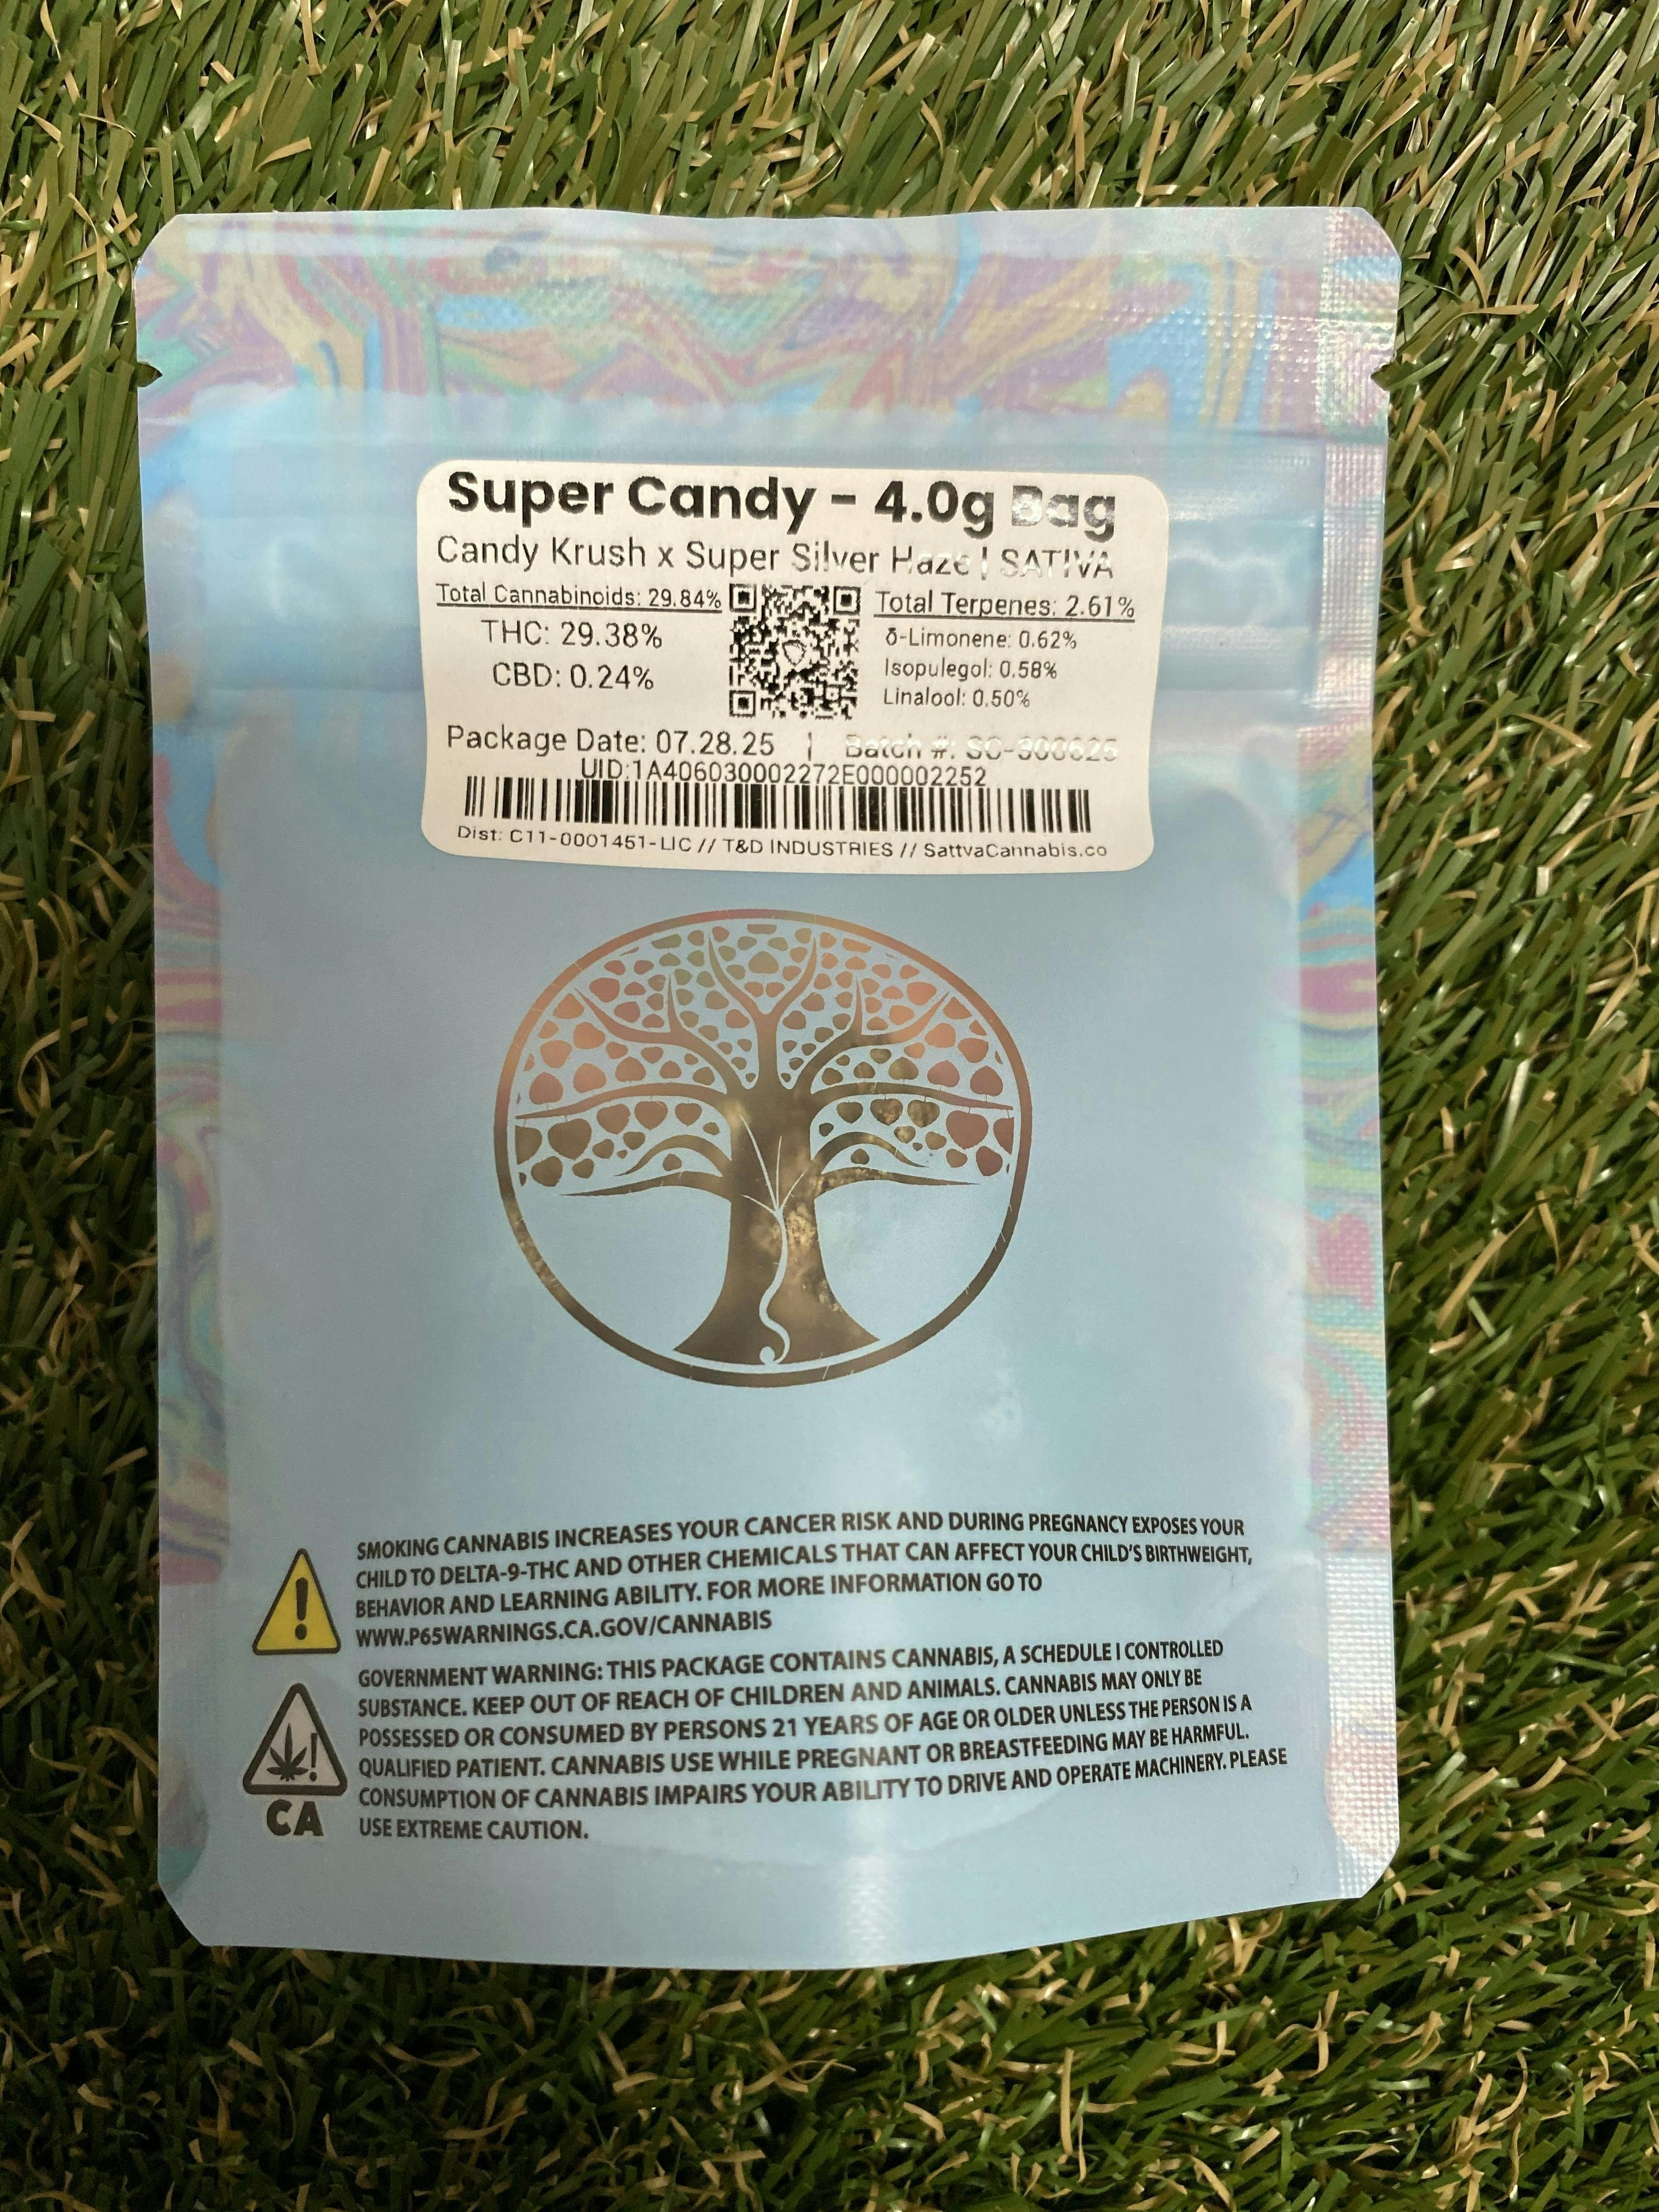 Super Candy - 4.0g Bag
Candy Krush x Super Silver Haze | SATIVA
Total Cannabinoids: 29.84%
THC: 29.38%
CBD: 0.24%
Total Terpenes: 2.61%
δ-Limonene: 0.62%
Isopulegol: 0.58%
Linalool: 0.50%
Package Date: 07.28.25 | Batch #: SC-300625
UID:1A406030002272E000002252
Dist: C11-0001451-LIC // T&D INDUSTRIES // SattvaCannabis.co
SMOKING CANNABIS INCREASES YOUR CANCER RISK AND DURING PREGNANCY EXPOSES YOUR
CHILD TO DELTA-9-THC AND OTHER CHEMICALS THAT CAN AFFECT YOUR CHILD'S BIRTHWEIGHT,
BEHAVIOR AND LEARNING ABILITY. FOR MORE INFORMATION GO TO
WWW.P65WARNINGS.CA.GOV/CANNABIS
GOVERNMENT WARNING: THIS PACKAGE CONTAINS CANNABIS, A SCHEDULE I CONTROLLED
SUBSTANCE. KEEP OUT OF REACH OF CHILDREN AND ANIMALS. CANNABIS MAY ONLY BE
POSSESSED OR CONSUMED BY PERSONS 21 YEARS OF AGE OR OLDER UNLESS THE PERSON IS A
QUALIFIED PATIENT. CANNABIS USE WHILE PREGNANT OR BREASTFEEDING MAY BE HARMFUL.
CONSUMPTION OF CANNABIS IMPAIRS YOUR ABILITY TO DRIVE AND OPERATE MACHINERY. PLEASE
USE EXTREME CAUTION.
!
!
CA